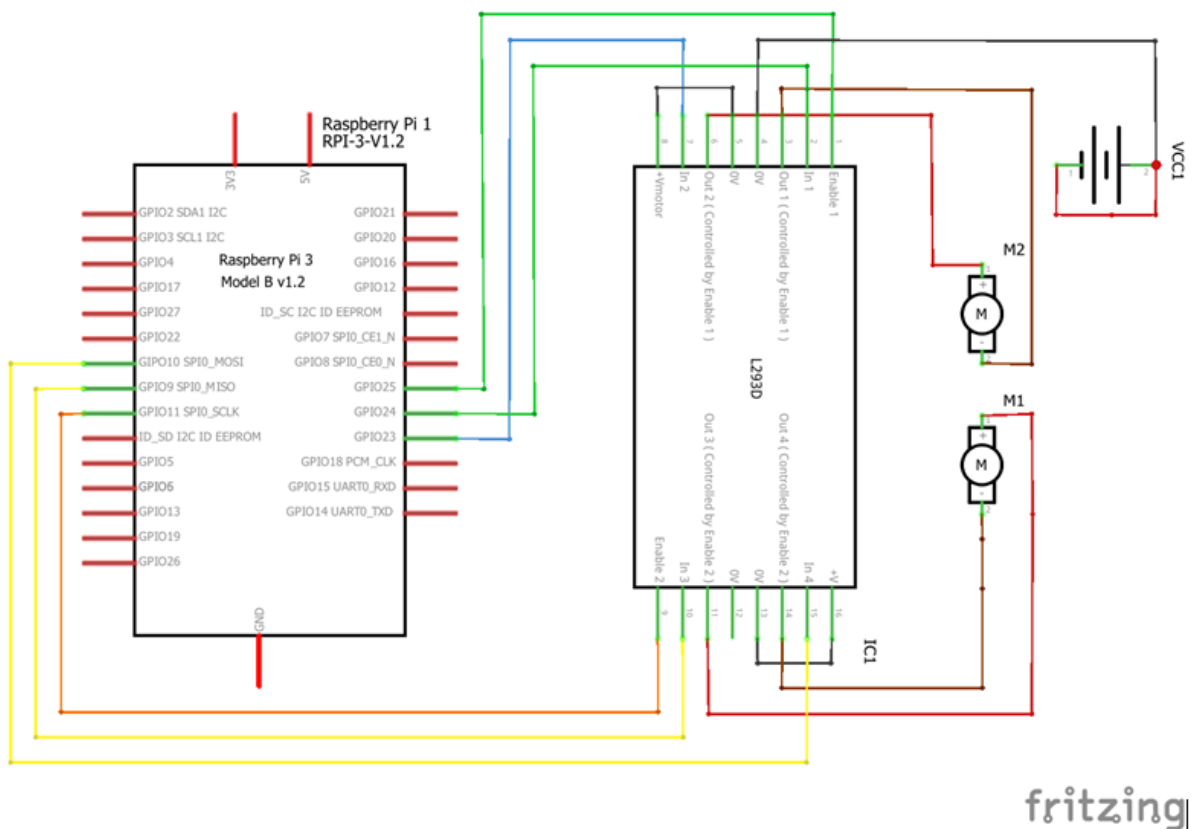 Raspberry Pi 1
RPI-3-V1.2
3V3
5V
GPIO2 SDA1 I2C
GPIO3 SCL1 I2C
GPIO4
GPIO17
GPIO27
GPIO22
GIPO10 SPI0_MOSI
GPIO9 SPI0_MISO
GPIO11 SPI0_SCLK
ID_SD I2C ID EEPROM
GPIO5
GPIO6
GPIO13
GPIO19
GPIO26
Raspberry Pi 3
Model B v1.2
GPIO21
GPIO20
GPIO16
GPIO12
ID_SC I2C ID EEPROM
GPIO7 SPI0_CE1_N
GPIO8 SPI0_CE0_N
GPIO25
GPIO24
GPIO23
GPIO18 PCM_CLK
GPIO15 UART0_RXD
GPIO14 UART0_TXD
GND
8
7
6
5
4
3
2
1
+Vmotor
In 2
Out 2 ( Controlled by Enable 1 )
0V
0V
Out 1 ( Controlled by Enable 1 )
In 1
Enable 1
L293D
Enable 2
In 3
Out 3 ( Controlled by Enable 2 )
0V
0V
Out 4 ( Controlled by Enable 2 )
In 4
+V
9
10
11
12
13
14
15
16
IC1
VCC1
1
2
M2
1
+
M
-
2
M1
1
+
M
-
2
fritzing